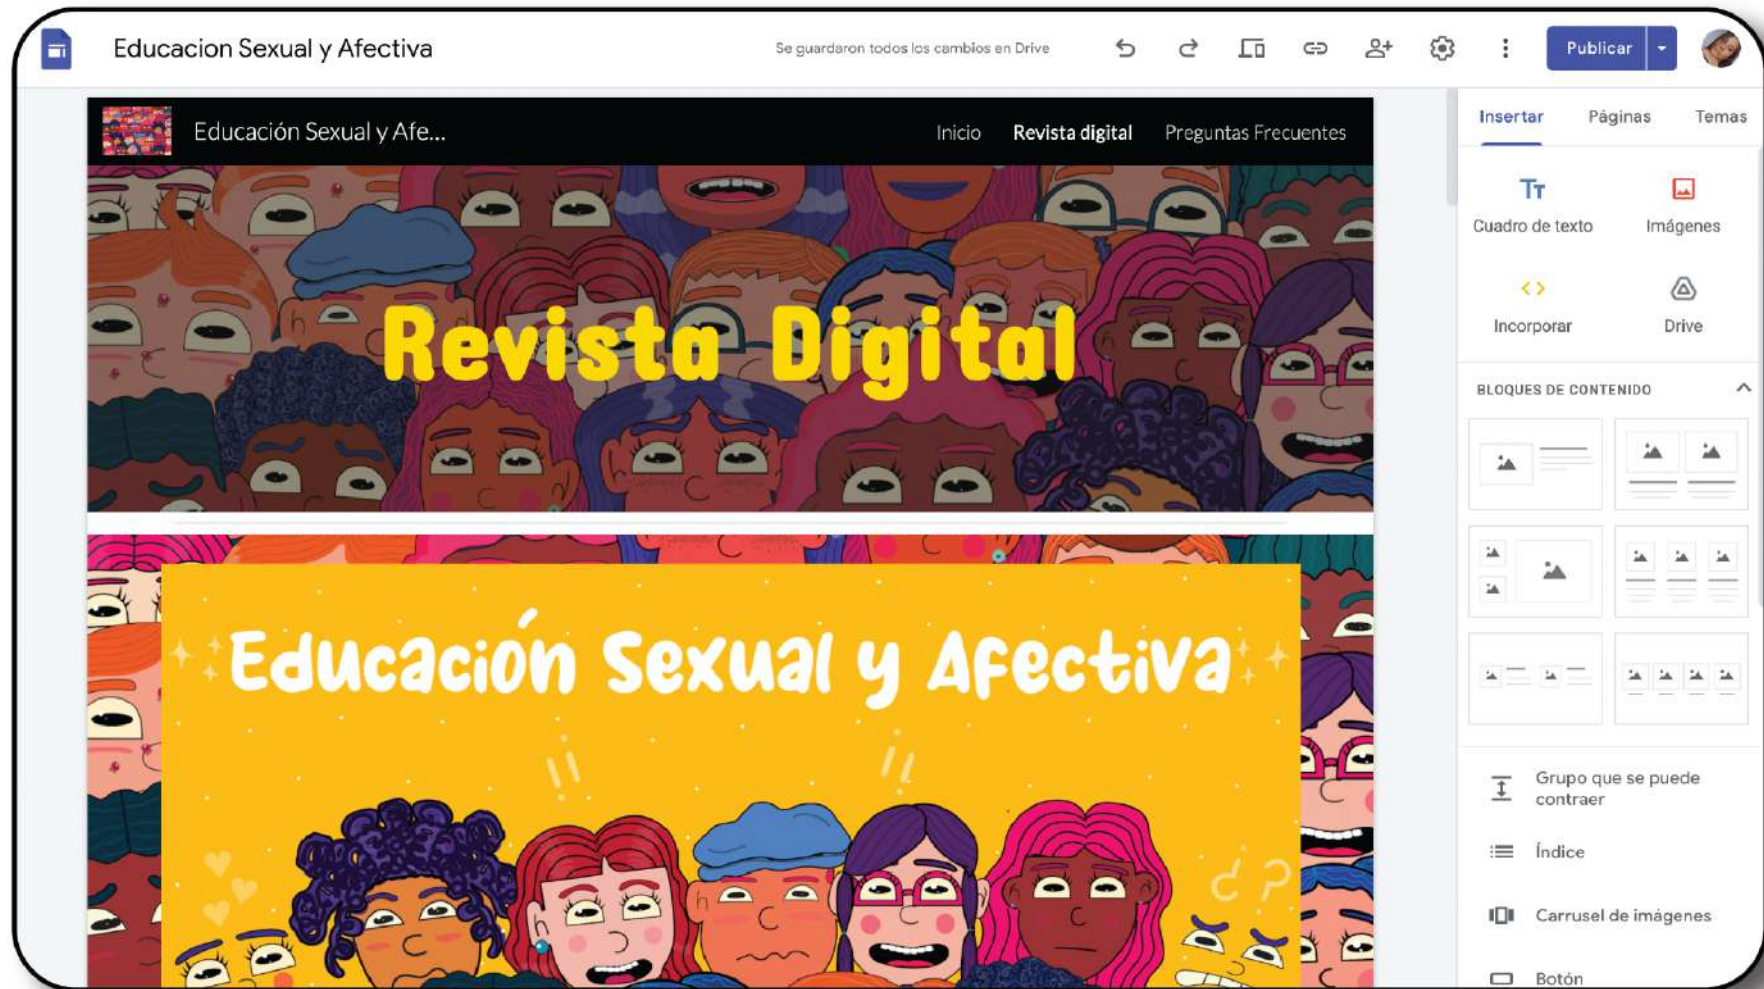 Educacion Sexual y Afectiva
Se guardaron todos los cambios en Drive
Publicar
Educación Sexual y Afe...
Inicio
Revista digital
Preguntas Frecuentes
Revista Digital
Educación Sexual y Afectiva
¿?
Insertar
Páginas
Temas
Tт
Cuadro de texto
Imágenes
Incorporar
Drive
BLOQUES DE CONTENIDO
Grupo que se puede
contraer
Índice
Carrusel de imágenes
Botón